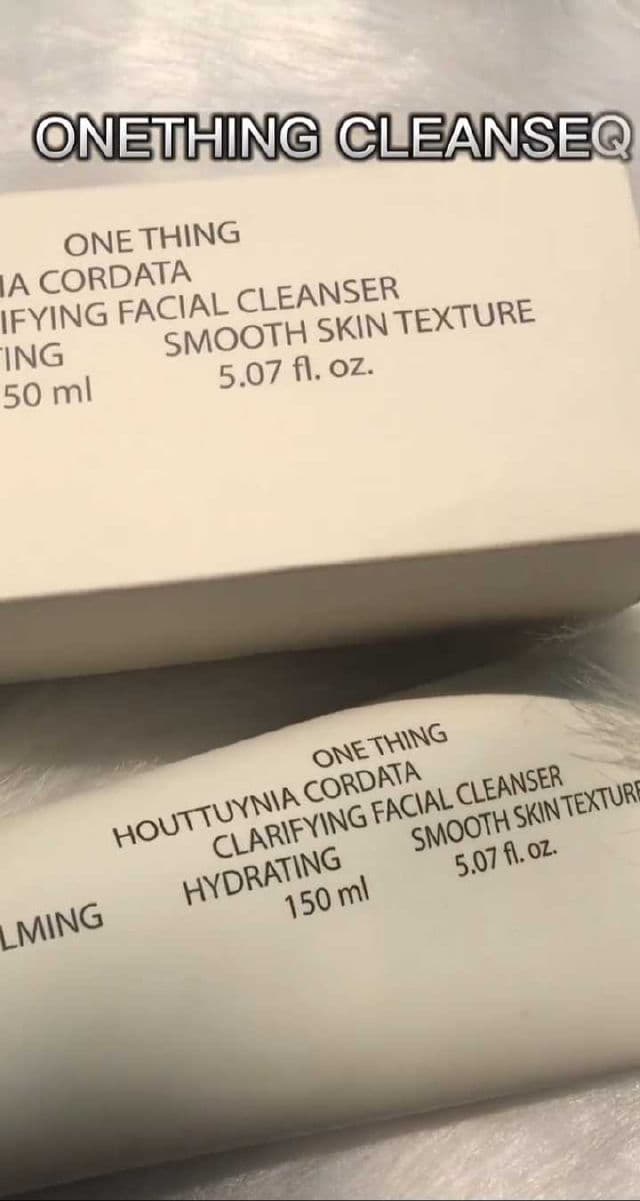 ONETHING CLEANSEQ
ONE THING
IA CORDATA
IFYING FACIAL CLEANSER
ING SMOOTH SKIN TEXTURE
50 ml 5.07 fl. oz.
ONE THING
HOUTTUYNIA CORDATA
CLARIFYING FACIAL CLEANSER
LMING HYDRATING SMOOTH SKIN TEXTURE
150 ml 5.07 fl. oz.